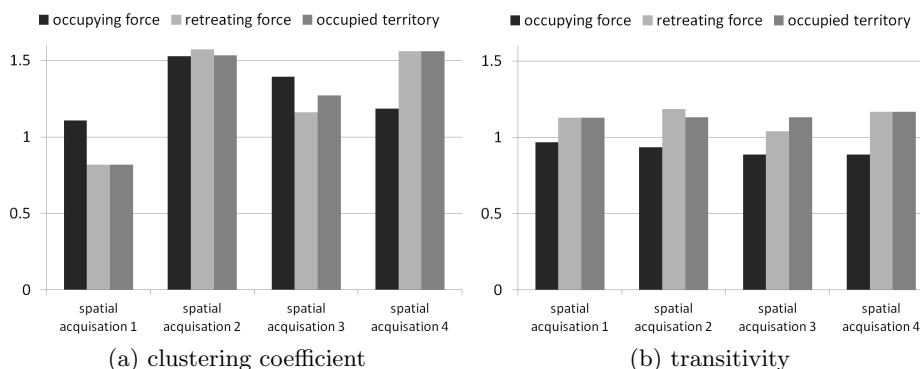 occupying force retreating force occupied territory
1.5
1
0.5
0
spatial acquisation 1
spatial acquisation 2
spatial acquisation 3
spatial acquisation 4
(a) clustering coefficient
occupying force retreating force occupied territory
1.5
1
0.5
0
spatial acquisation 1
spatial acquisation 2
spatial acquisation 3
spatial acquisation 4
(b) transitivity